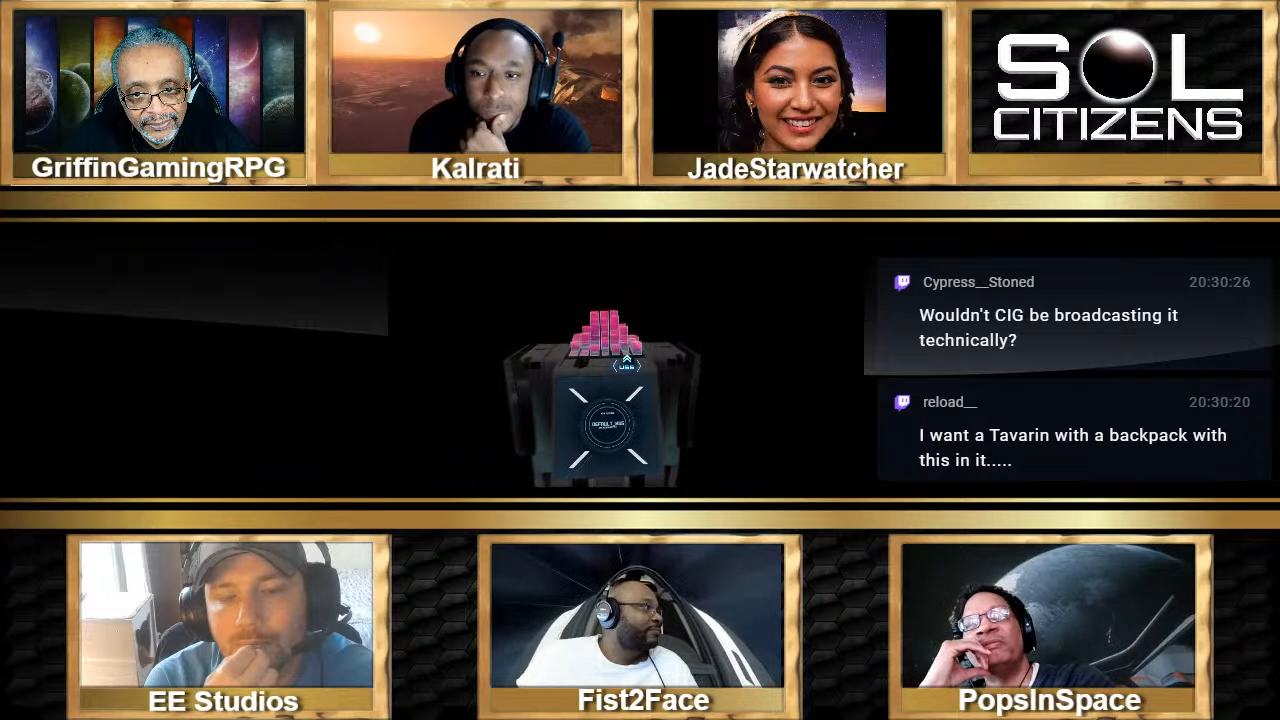 SOL
CITIZENS
GriffinGamingRPG
Kalrati
JadeStarwatcher
Cypress__Stoned 20:30:26
Wouldn't CIG be broadcasting it
technically?
USE
reload__ 20:30:20
I want a Tavarin with a backpack with
this in it.....
EE Studios
Fist2Face
PopsInSpace